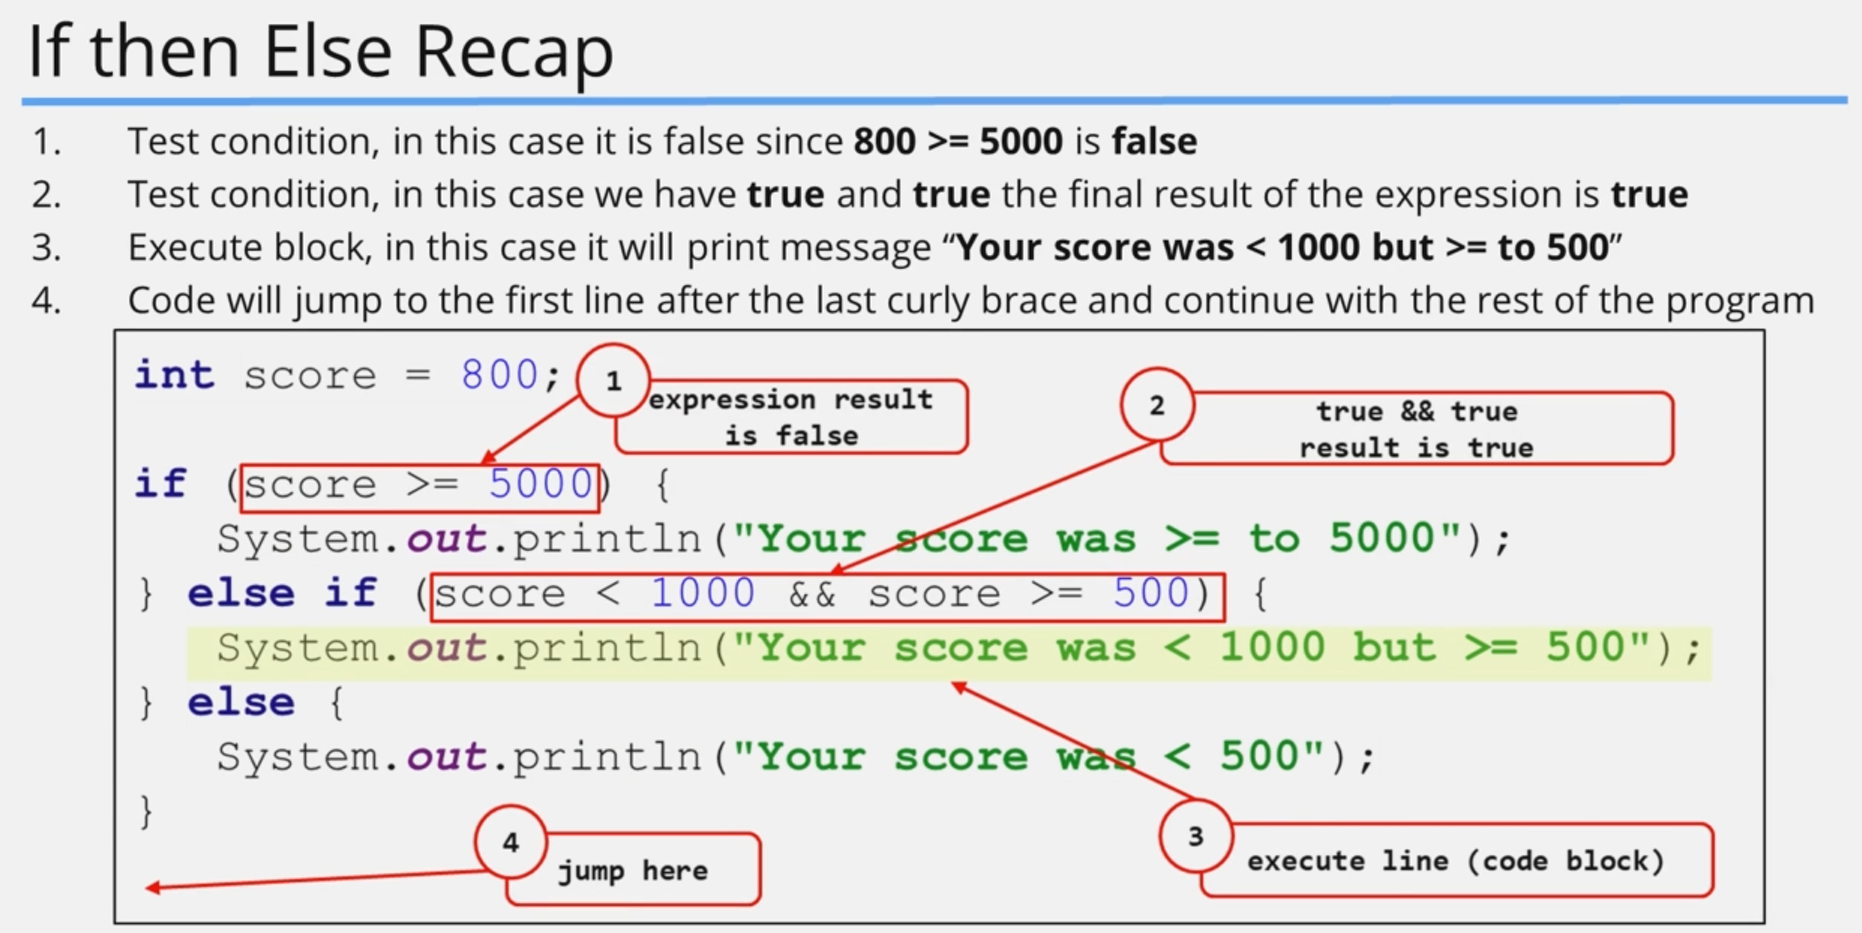 If then Else Recap
1. Test condition, in this case it is false since 800 >= 5000 is false
2. Test condition, in this case we have true and true the final result of the expression is true
3. Execute block, in this case it will print message “Your score was < 1000 but >= to 500”
4. Code will jump to the first line after the last curly brace and continue with the rest of the program
int score = 800;
1
expression result
is false
2
true && true
result is true
if (score >= 5000) {
System.out.println("Your score was >= to 5000");
} else if (score < 1000 && score >= 500) {
System.out.println("Your score was < 1000 but >= 500");
} else {
System.out.println("Your score was < 500");
}
4
jump here
3
execute line (code block)